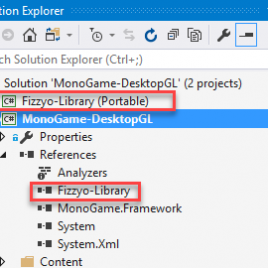 olution Explorer
ch Solution Explorer (Ctrl+;)
Solution 'MonoGame-DesktopGL' (2 projects)
C# Fizzyo-Library (Portable)
C# MonoGame-DesktopGL
Properties
References
Analyzers
Fizzyo-Library
MonoGame.Framework
System
System.Xml
Content